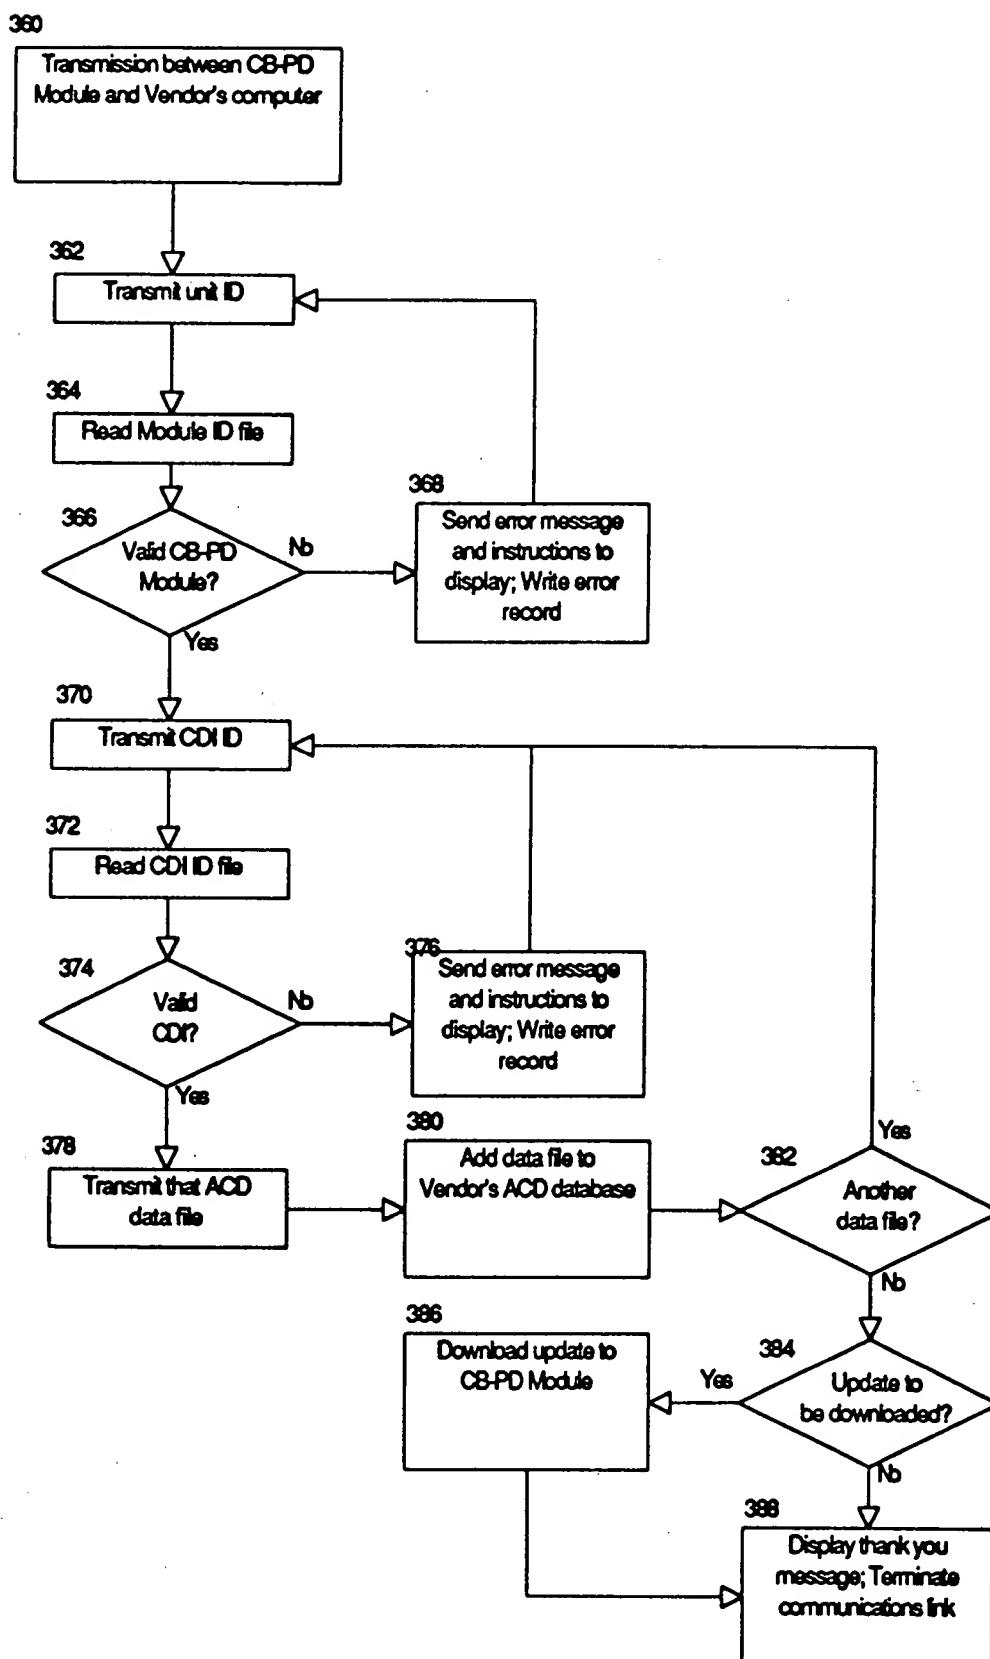 360
Transmission between CB-PD
Module and Vendor's computer
362
Transmit unit ID
364
Read Module ID file
366
Valid CB-PD
Module?
No
368
Send error message
and instructions to
display; Write error
record
Yes
370
Transmit CDI ID
372
Read CDI ID file
374
Valid
CDI?
No
376
Send error message
and instructions to
display; Write error
record
Yes
378
Transmit that ACD
data file
380
Add data file to
Vendor's ACD database
382
Another
data file?
Yes
No
384
Update to
be downloaded?
Yes
386
Download update to
CB-PD Module
No
388
Display thank you
message; Terminate
communications link